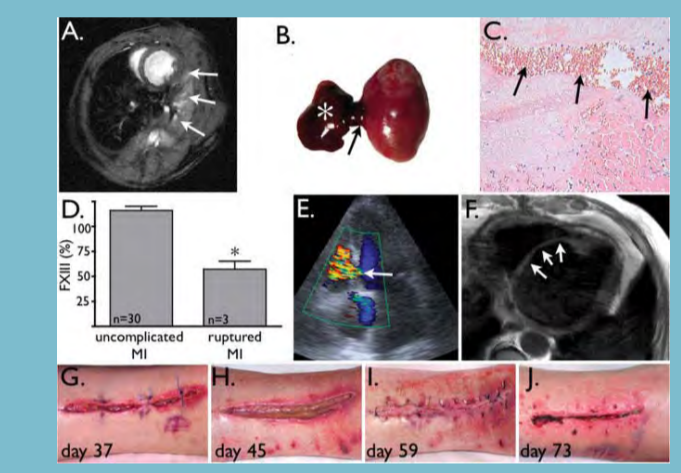 A.
B.
C.
D.
FXIII (%)
100
75
50
25
*
n=30
n=3
uncomplicated
MI
ruptured
MI
E.
F.
*
G.
day 37
H.
day 45
I.
day 59
J.
day 73